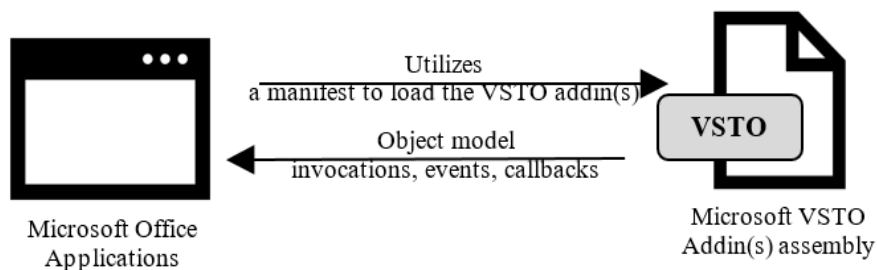 Utilizes
a manifest to load the VSTO addin(s)
Object model
invocations, events, callbacks
VSTO
Microsoft Office
Applications
Microsoft VSTO
Addin(s) assembly